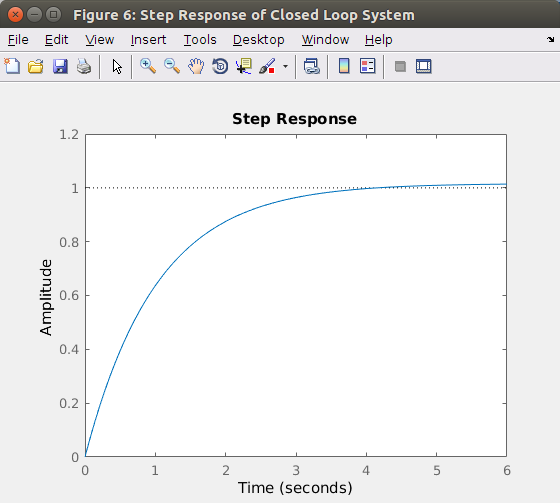 Figure 6: Step Response of Closed Loop System
File Edit View Insert Tools Desktop Window Help
Step Response
1.2
1
0.8
0.6
0.4
0.2
0
Amplitude
0 1 2 3 4 5 6
Time (seconds)